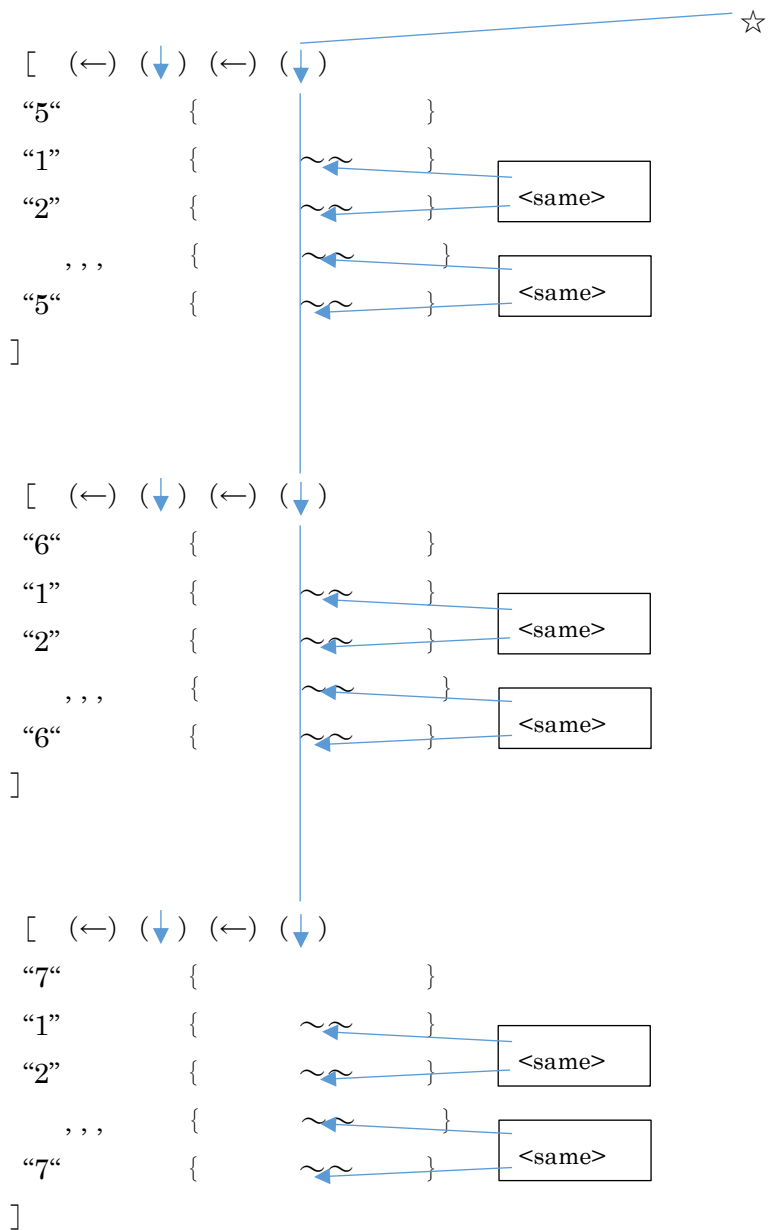 ☆
[ (←) (↓) (←) (↓)
“5“ { }
“1” { ～～ }
<same>
“2” { ～～ }
, , , { ～～ }
<same>
“5“ { ～～ }
]
[ (←) (↓) (←) (↓)
“6“ { }
“1” { ～～ }
<same>
“2” { ～～ }
, , , { ～～ }
<same>
“6“ { ～～ }
]
[ (←) (↓) (←) (↓)
“7“ { }
“1” { ～～ }
<same>
“2” { ～～ }
, , , { ～～ }
<same>
“7“ { ～～ }
]